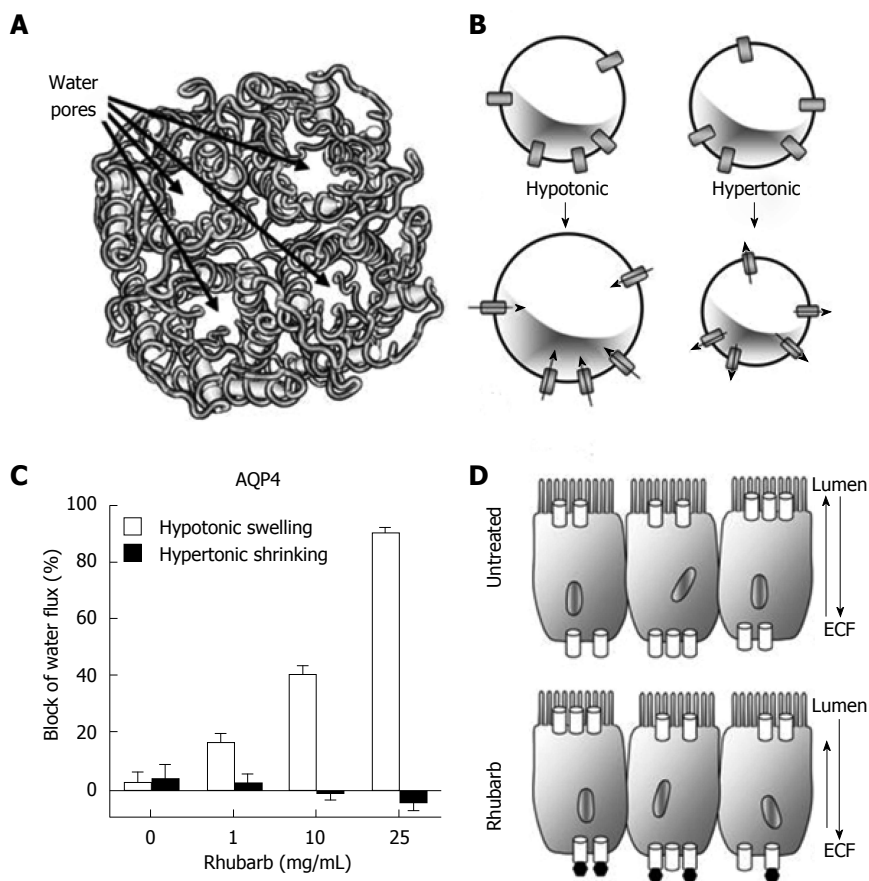 A
Water
pores
B
Hypotonic
Hypertonic
C
AQP4
Block of water flux (%)
100
80
60
40
20
0
Hypotonic swelling
Hypertonic shrinking
0 1 10 25
Rhubarb (mg/mL)
D
Untreated
Lumen
ECF
Rhubarb
Lumen
ECF